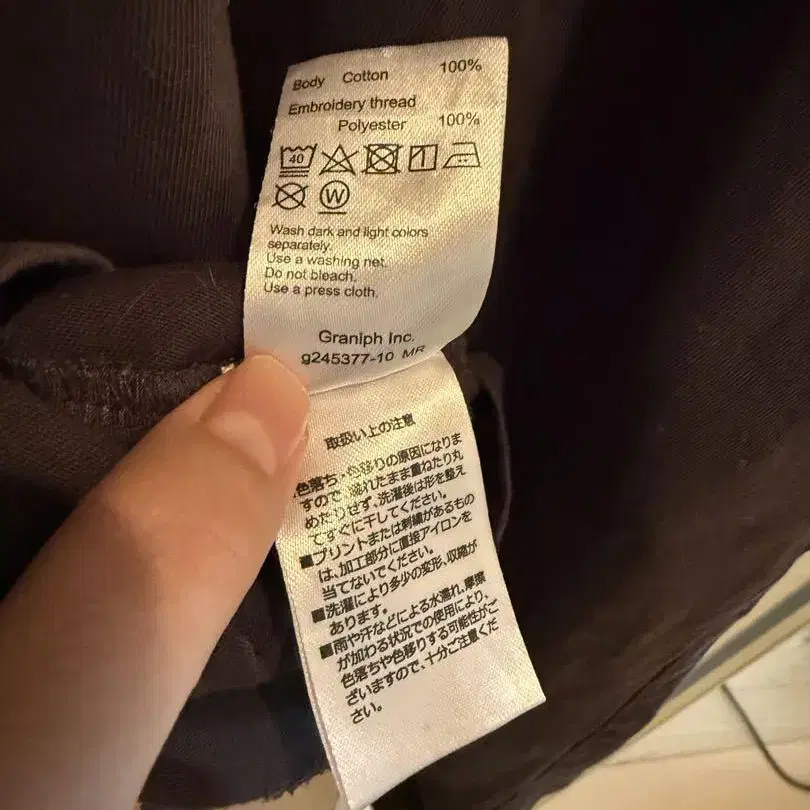 Body Cotton 100%
Embroidery thread
Polyester 100%
40
W
Wash dark and light colors
separately.
Use a washing net.
Do not bleach.
Use a press cloth.
Graniph Inc.
g245377-10 MR
取扱い上の注意
色落ち・色移りの原因になりま
すので、濡れたまま重ねたり丸
めたりせず、洗濯後は形を整え
てすぐに干してください。
■プリントまたは刺繍があるもの
は、加工部分に直接アイロンを
当てないでください。
■洗濯により多少の変形、収縮が
あります。
■雨や汗などによる水濡れ、摩擦
が加わる状況での使用により、
色落ちや色移りする可能性がご
ざいますので、十分ご注意くだ
さい。